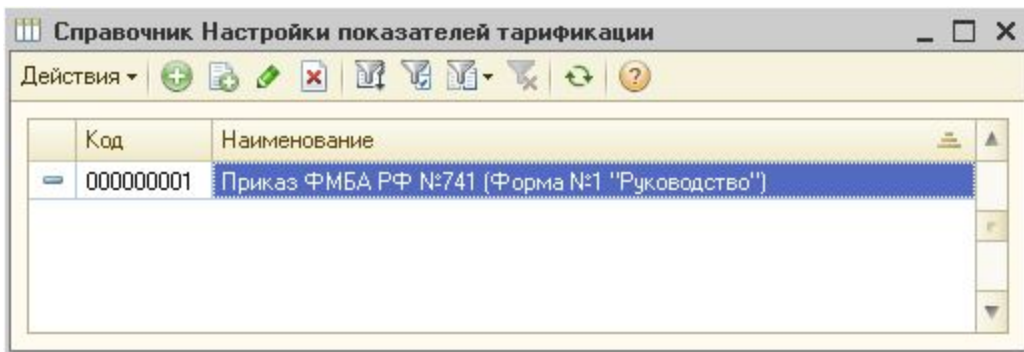 Справочник Настройки показателей тарификации
Действия
Код Наименование
000000001 Приказ ФМБА РФ №741 (Форма №1 "Руководство")